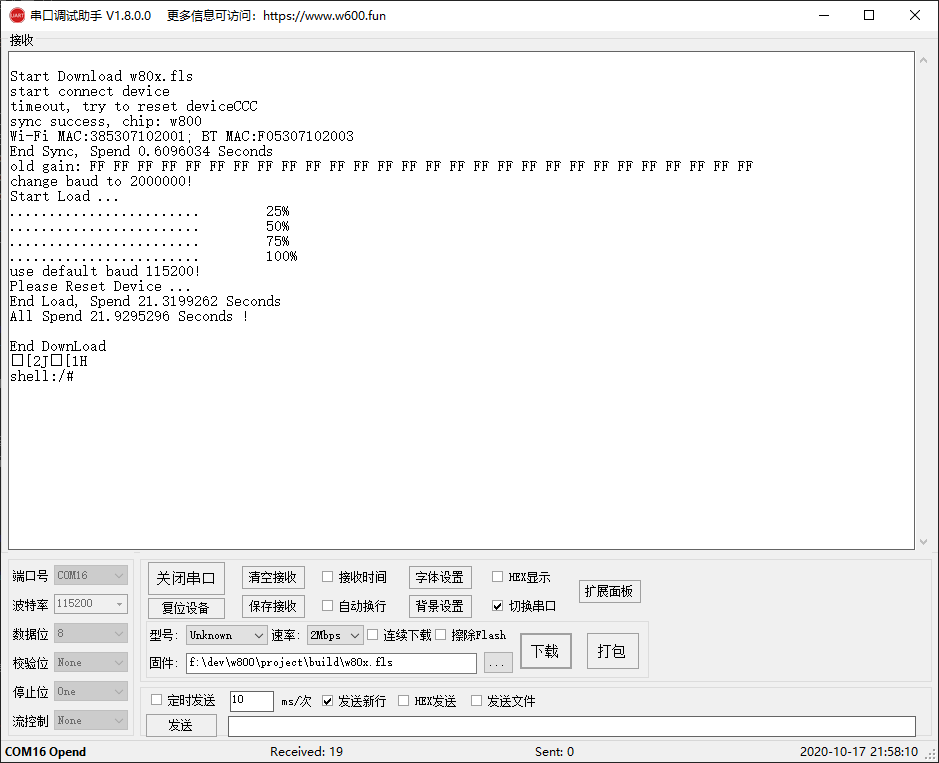 串口调试助手 V1.8.0.0 更多信息可访问: https://www.w600.fun
接收
Start Download w80x.fls
start connect device
timeout, try to reset deviceCCC
sync success, chip: w800
Wi-Fi MAC:385307102001; BT MAC:F05307102003
End Sync, Spend 0.6096034 Seconds
old gain: FF FF FF FF FF FF FF FF FF FF FF FF FF FF FF FF FF FF FF FF FF FF FF FF FF FF FF FF
change baud to 2000000!
Start Load ...
........................ 25%
........................ 50%
........................ 75%
........................ 100%
use default baud 115200!
Please Reset Device ...
End Load, Spend 21.3199262 Seconds
All Spend 21.9295296 Seconds !
End DownLoad
□[2J□[1H
shell:/#
端口号 COM16 关闭串口 清空接收 接收时间 字体设置 HEX显示 扩展面板
波特率 115200 复位设备 保存接收 自动换行 背景设置 切换串口
数据位 8 型号: Unknown 速率: 2Mbps 连续下载 擦除Flash 下载 打包
校验位 None 固件: f:\dev\w800\project\build\w80x.fls ...
停止位 One 定时发送 10 ms/次 发送新行 HEX发送 发送文件
流控制 None 发送
COM16 Opend Received: 19 Sent: 0 2020-10-17 21:58:10